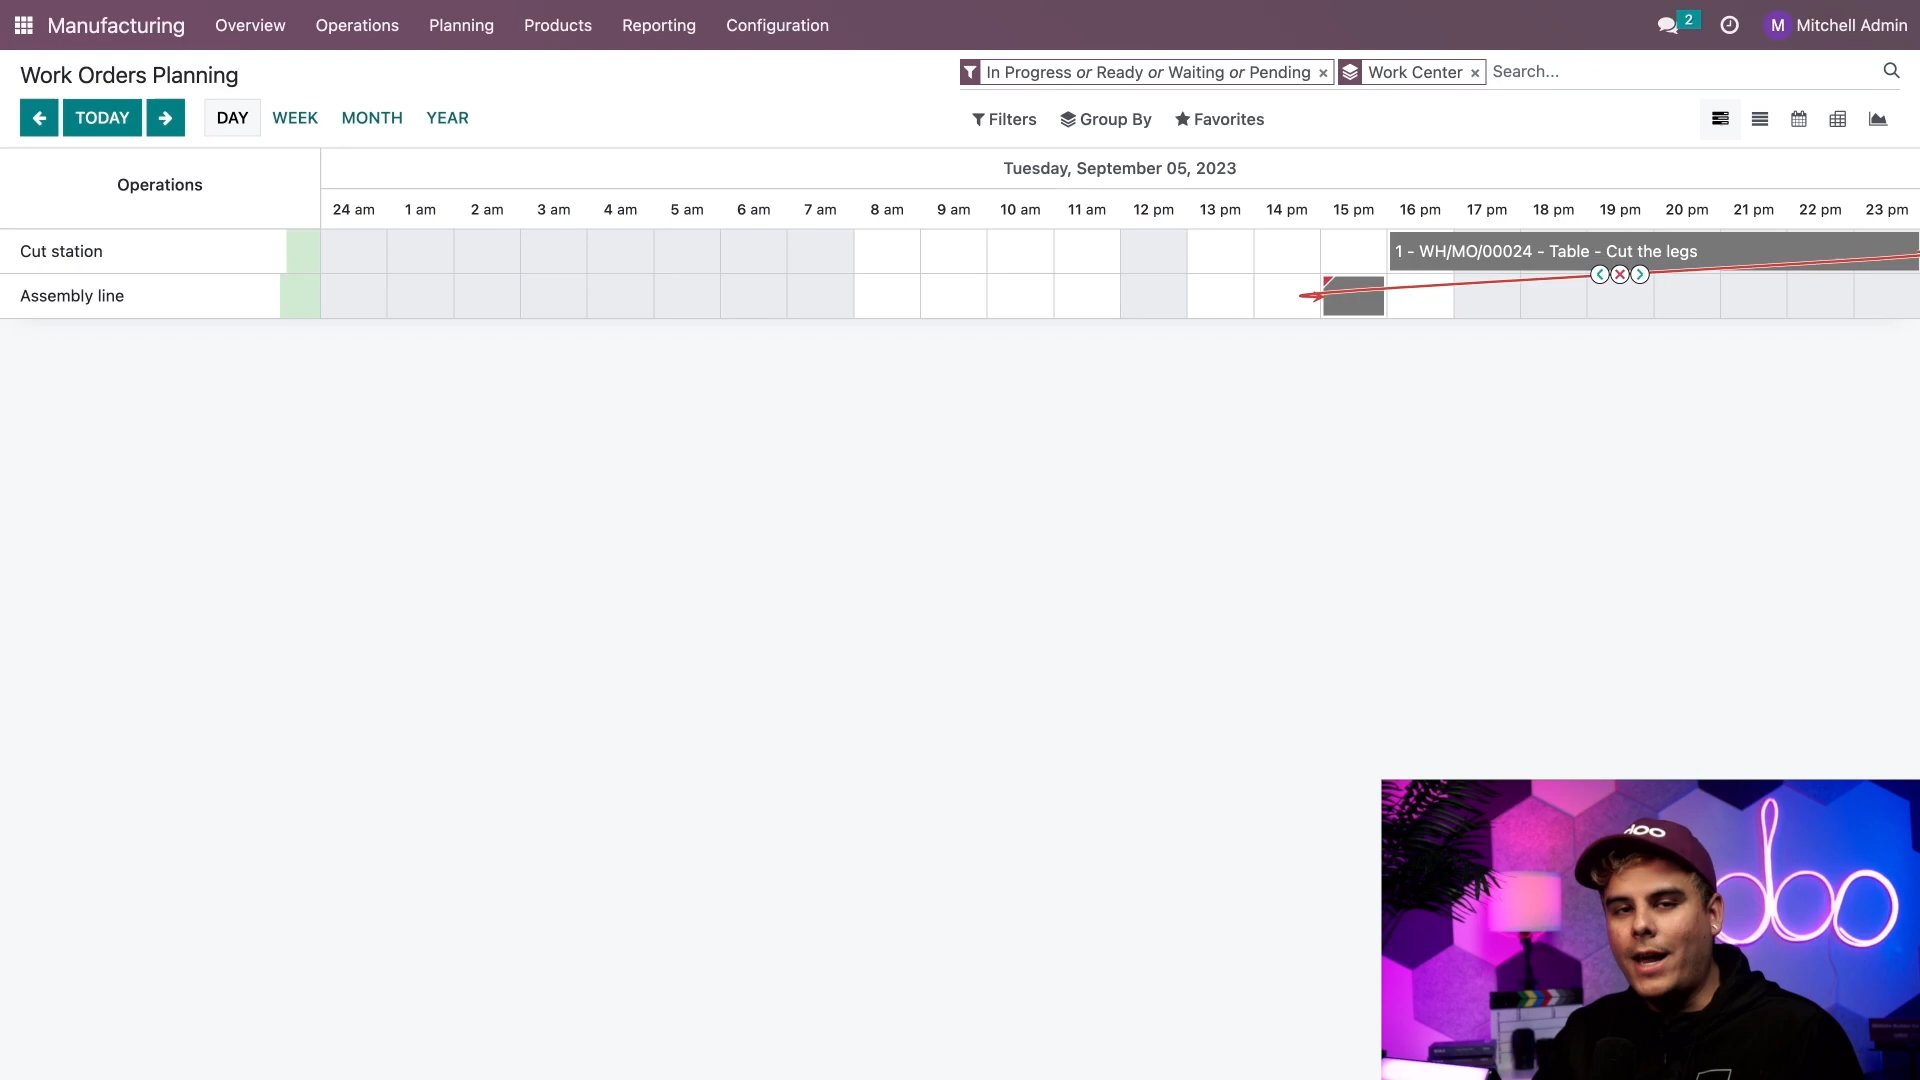 Manufacturing Overview Operations Planning Products Reporting Configuration 2 M Mitchell Admin
Work Orders Planning
In Progress or Ready or Waiting or Pending × Work Center × Search...
TODAY DAY WEEK MONTH YEAR
Filters Group By Favorites
Tuesday, September 05, 2023
Operations
24 am 1 am 2 am 3 am 4 am 5 am 6 am 7 am 8 am 9 am 10 am 11 am 12 pm 13 pm 14 pm 15 pm 16 pm 17 pm 18 pm 19 pm 20 pm 21 pm 22 pm 23 pm
Cut station 1 - WH/MO/00024 - Table - Cut the legs
Assembly line
doo
doo